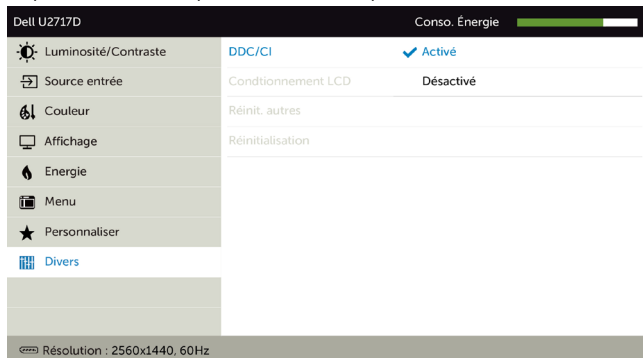 Dell U2717D Conso. Énergie
Luminosité/Contraste DDC/CI Activé
Source entrée Condtionnement LCD Désactivé
Couleur Réinit. autres
Affichage Réinitialisation
Energie
Menu
Personnaliser
Divers
Résolution : 2560x1440, 60Hz